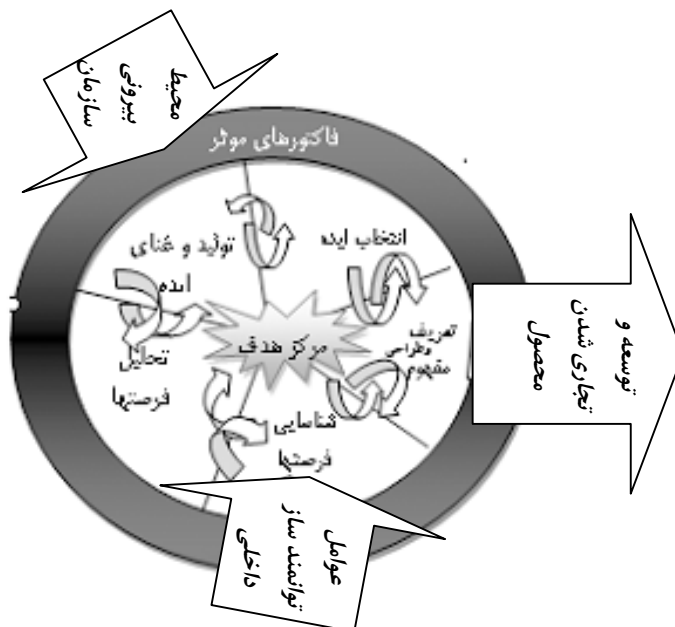 محیط
بیرونی
سازمان
فاکتورهای موثر
تولید و غنای
ایده
انتخاب ایده
تعریف
وطراحی
مفهوم
مرکز هدف
تحلیل
فرصتها
شناسایی
فرصتها
توسعه و
تجاری شدن
محصول
عوامل
توانمند ساز
داخلی